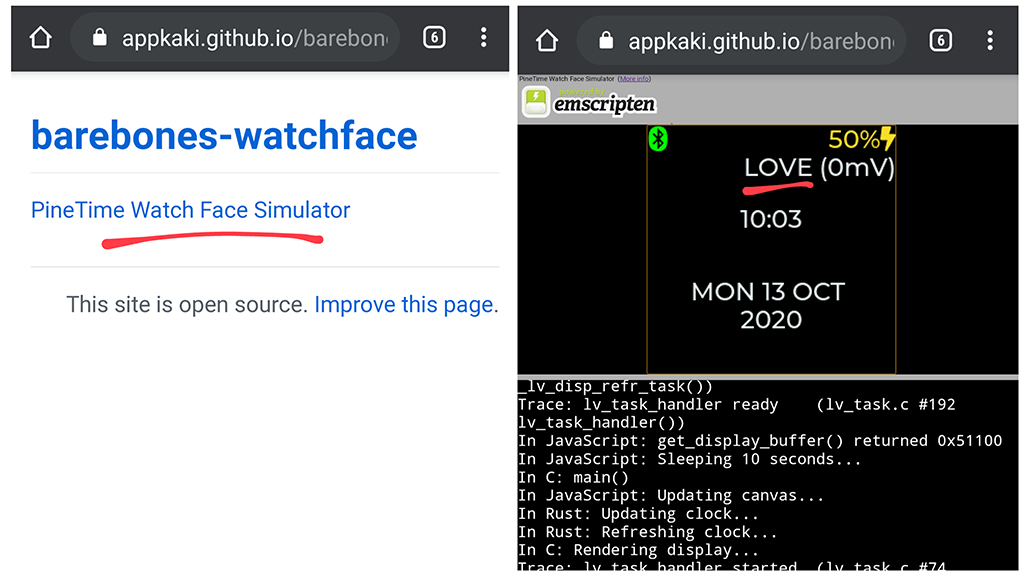 appkaki.github.io/barebon
6
barebones-watchface
PineTime Watch Face Simulator
This site is open source. Improve this page.
appkaki.github.io/barebon
6
PineTime Watch Face Simulator (More info)
powered by
emscripten
50%
LOVE (0mV)
10:03
MON 13 OCT
2020
_lv_disp_refr_task())
Trace: lv_task_handler ready (lv_task.c #192
lv_task_handler())
In JavaScript: get_display_buffer() returned 0x51100
In JavaScript: Sleeping 10 seconds...
In C: main()
In JavaScript: Updating canvas...
In Rust: Updating clock...
In Rust: Refreshing clock...
In C: Rendering display...
Trace: lv_task_handler started (lv_task.c #74